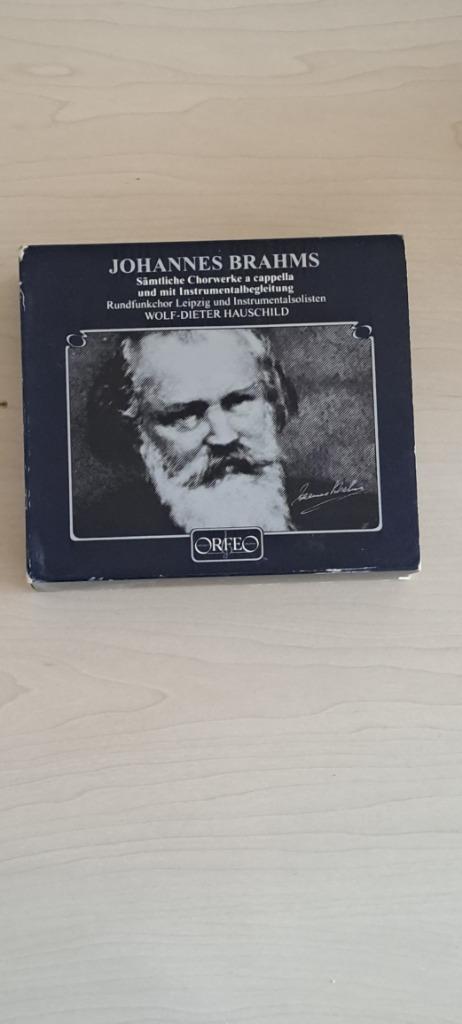 JOHANNES BRAHMS
Sämtliche Chorwerke a cappella
und mit Instrumentalbegleitung
Rundfunkchor Leipzig und Instrumentalsolisten
WOLF-DIETER HAUSCHILD
ORFEO